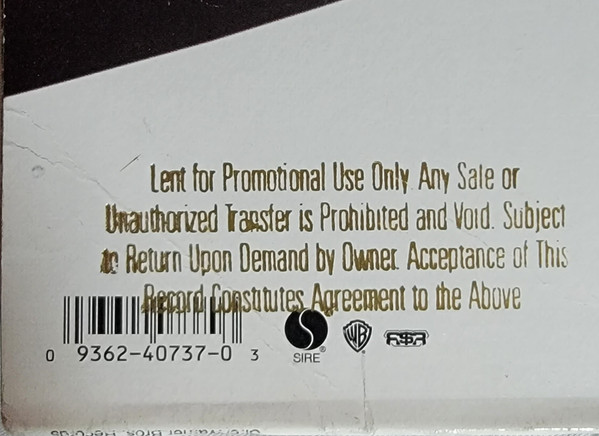 Lent for Promotional Use Only. Any Sale or
Unauthorized Transfer is Prohibited and Void. Subject
to Return Upon Demand by Owner. Acceptance of This
Record Constitutes Agreement to the Above
0 9362-40737-0 3
SIRE® WB